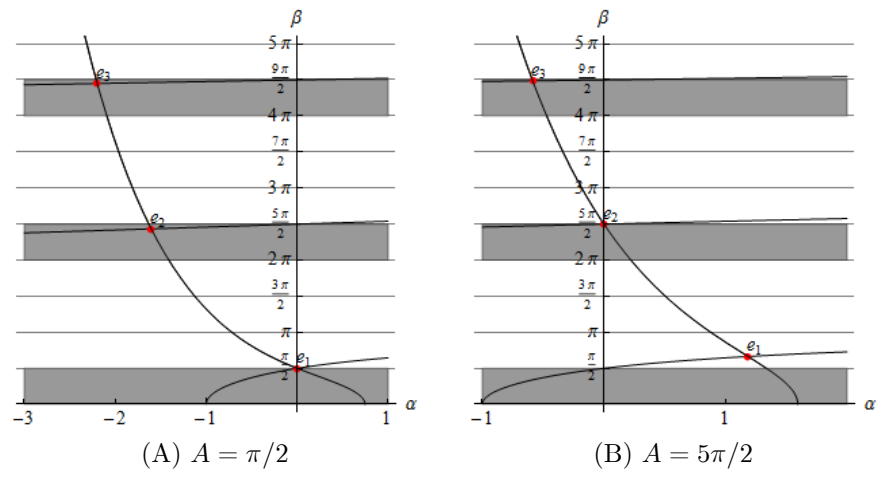 β
5π
e₃
9π/2
4π
7π/2
3π
e₂
5π/2
2π
3π/2
π
e₁
π/2
-3 -2 -1 1 α
(A) A = π/2
β
5π
e₃
9π/2
4π
7π/2
3π
e₂
5π/2
2π
3π/2
π
e₁
π/2
-1 1 α
(B) A = 5π/2